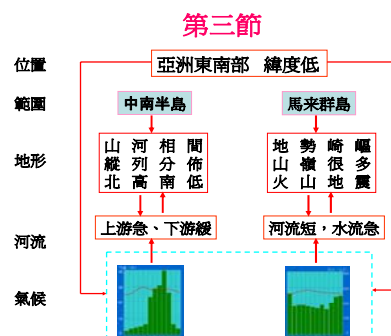 第三節
位置
亞洲東南部 緯度低
範圍
中南半島
馬来群島
地形
山河相間
縱列分佈
北高南低
地勢崎嶇
山嶺很多
火山地震
河流
上游急、下游緩
河流短，水流急
氣候